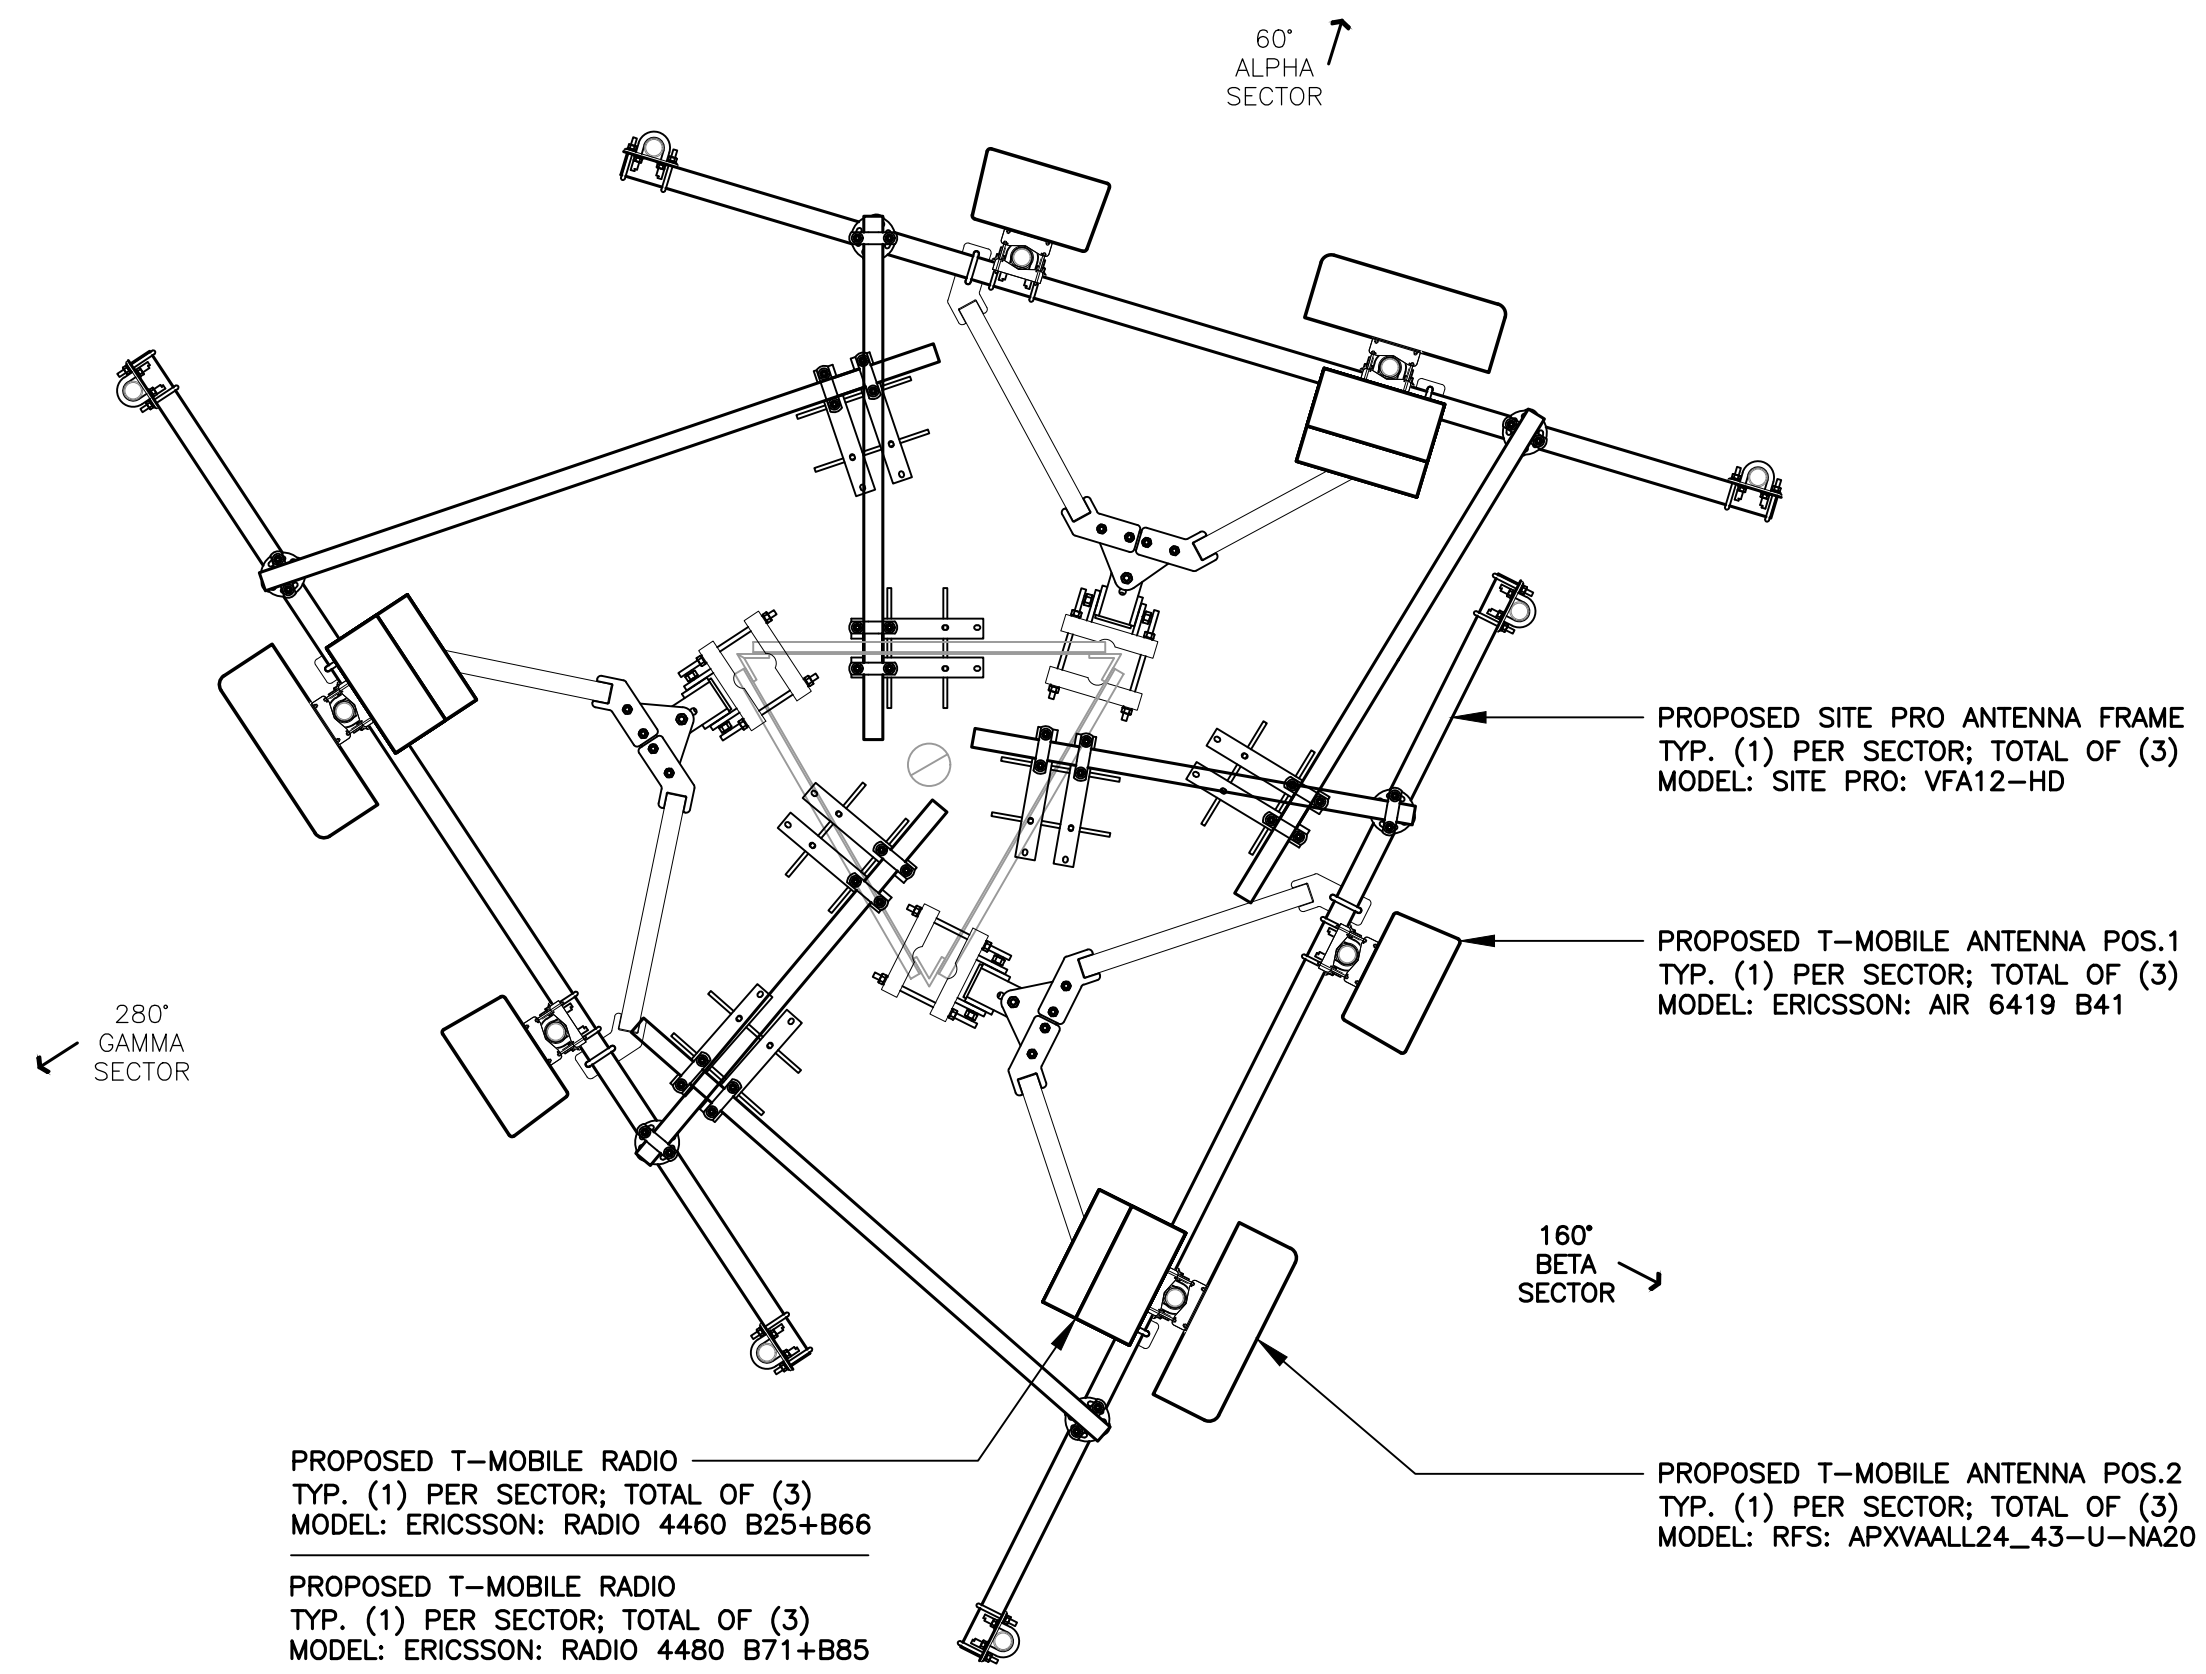 60°
ALPHA
SECTOR
PROPOSED SITE PRO ANTENNA FRAME
TYP. (1) PER SECTOR; TOTAL OF (3)
MODEL: SITE PRO: VFA12-HD
PROPOSED T-MOBILE ANTENNA POS.1
TYP. (1) PER SECTOR; TOTAL OF (3)
MODEL: ERICSSON: AIR 6419 B41
280°
GAMMA
SECTOR
160°
BETA
SECTOR
PROPOSED T-MOBILE RADIO
TYP. (1) PER SECTOR; TOTAL OF (3)
MODEL: ERICSSON: RADIO 4460 B25+B66
PROPOSED T-MOBILE RADIO
TYP. (1) PER SECTOR; TOTAL OF (3)
MODEL: ERICSSON: RADIO 4480 B71+B85
PROPOSED T-MOBILE ANTENNA POS.2
TYP. (1) PER SECTOR; TOTAL OF (3)
MODEL: RFS: APXVAALL24_43-U-NA20